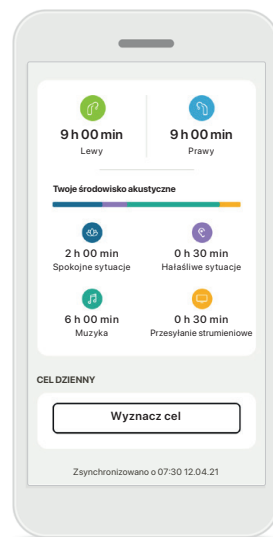 9 h 00 min
9 h 00 min
Lewy
Prawy
Twoje środowisko akustyczne
2 h 00 min
0 h 30 min
Spokojne sytuacje
Hałaśliwe sytuacje
6 h 00 min
0 h 30 min
Muzyka
Przesyłanie strumieniowe
CEL DZIENNY
Wyznacz cel
Zsynchronizowano o 07:30 12.04.21